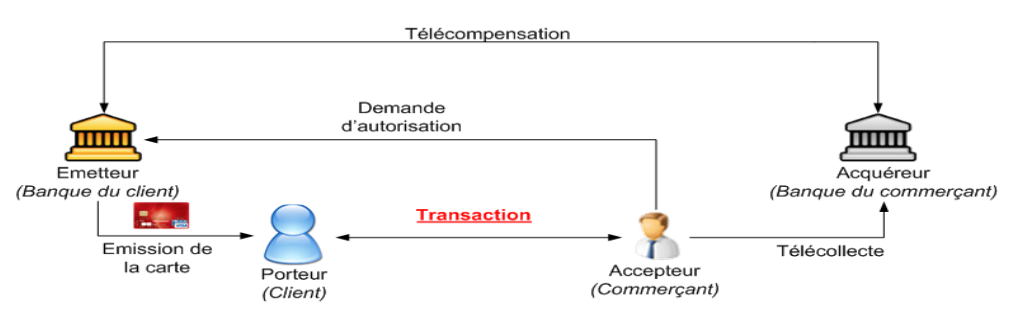 Télécompensation
Demande
d'autorisation
Emetteur
(Banque du client)
Acquéreur
(Banque du commerçant)
Transaction
Emission de
la carte
Télécollecte
Porteur
(Client)
Accepteur
(Commerçant)